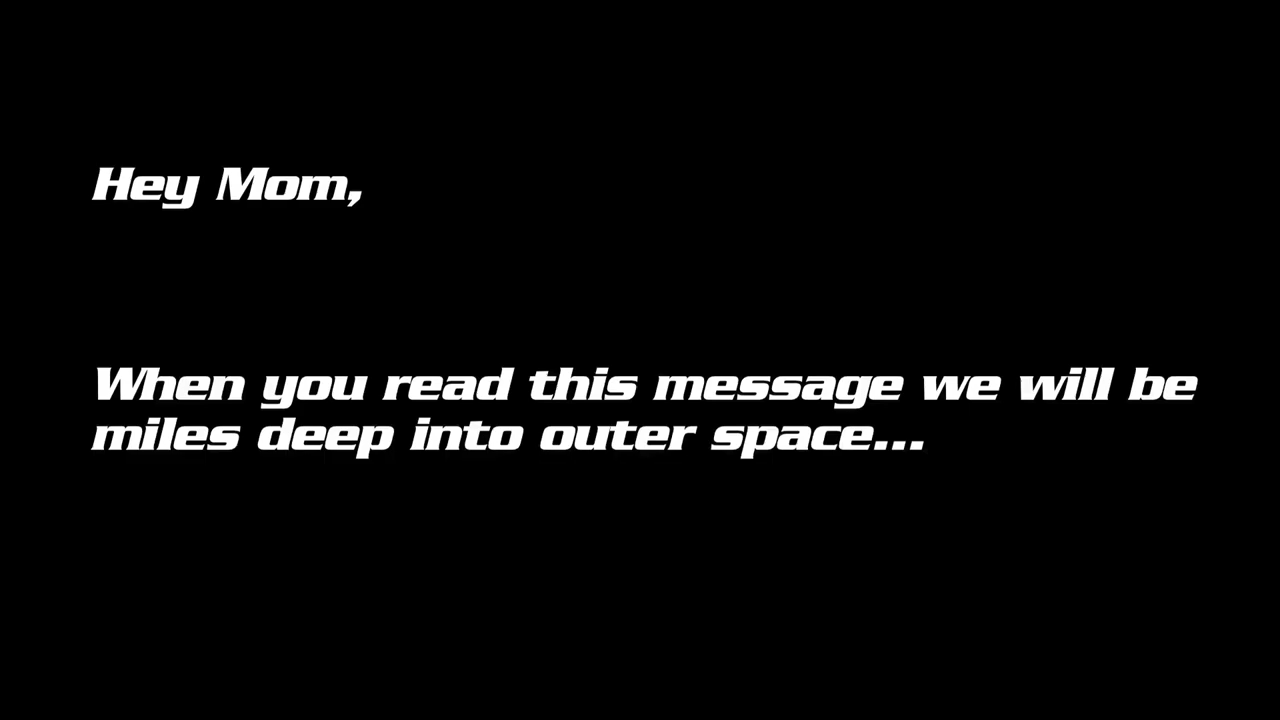 Hey Mom,
When you read this message we will be
miles deep into outer space...